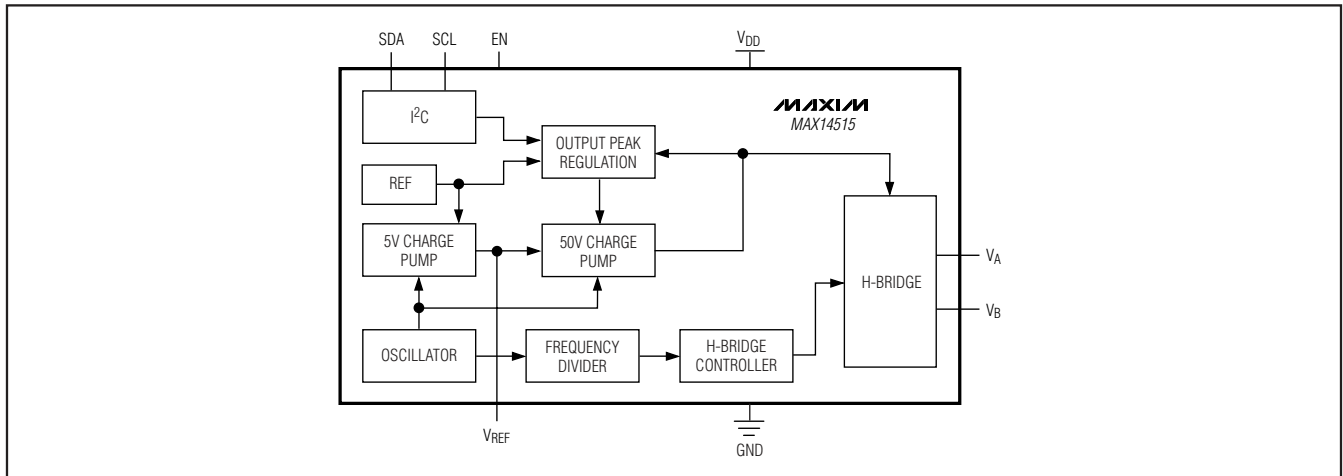 SDA SCL EN VDD
I²C
MAXIM
MAX14515
OUTPUT PEAK
REGULATION
REF
5V CHARGE
PUMP
50V CHARGE
PUMP
H-BRIDGE
VA
VB
OSCILLATOR
FREQUENCY
DIVIDER
H-BRIDGE
CONTROLLER
VREF
GND